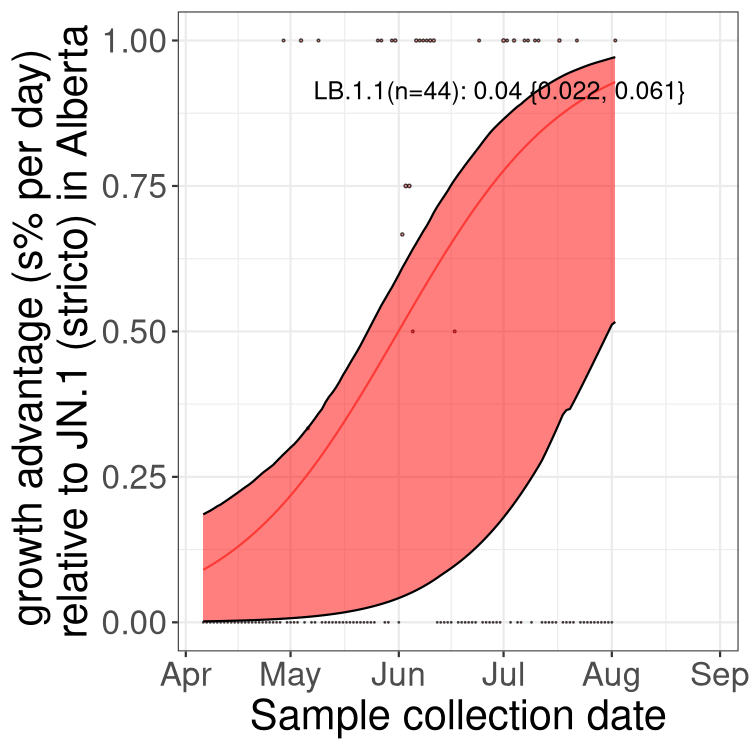 growth advantage (s% per day)
relative to JN.1 (stricto) in Alberta
1.00
0.75
0.50
0.25
0.00
LB.1.1(n=44): 0.04 {0.022, 0.061}
Apr May Jun Jul Aug Sep
Sample collection date